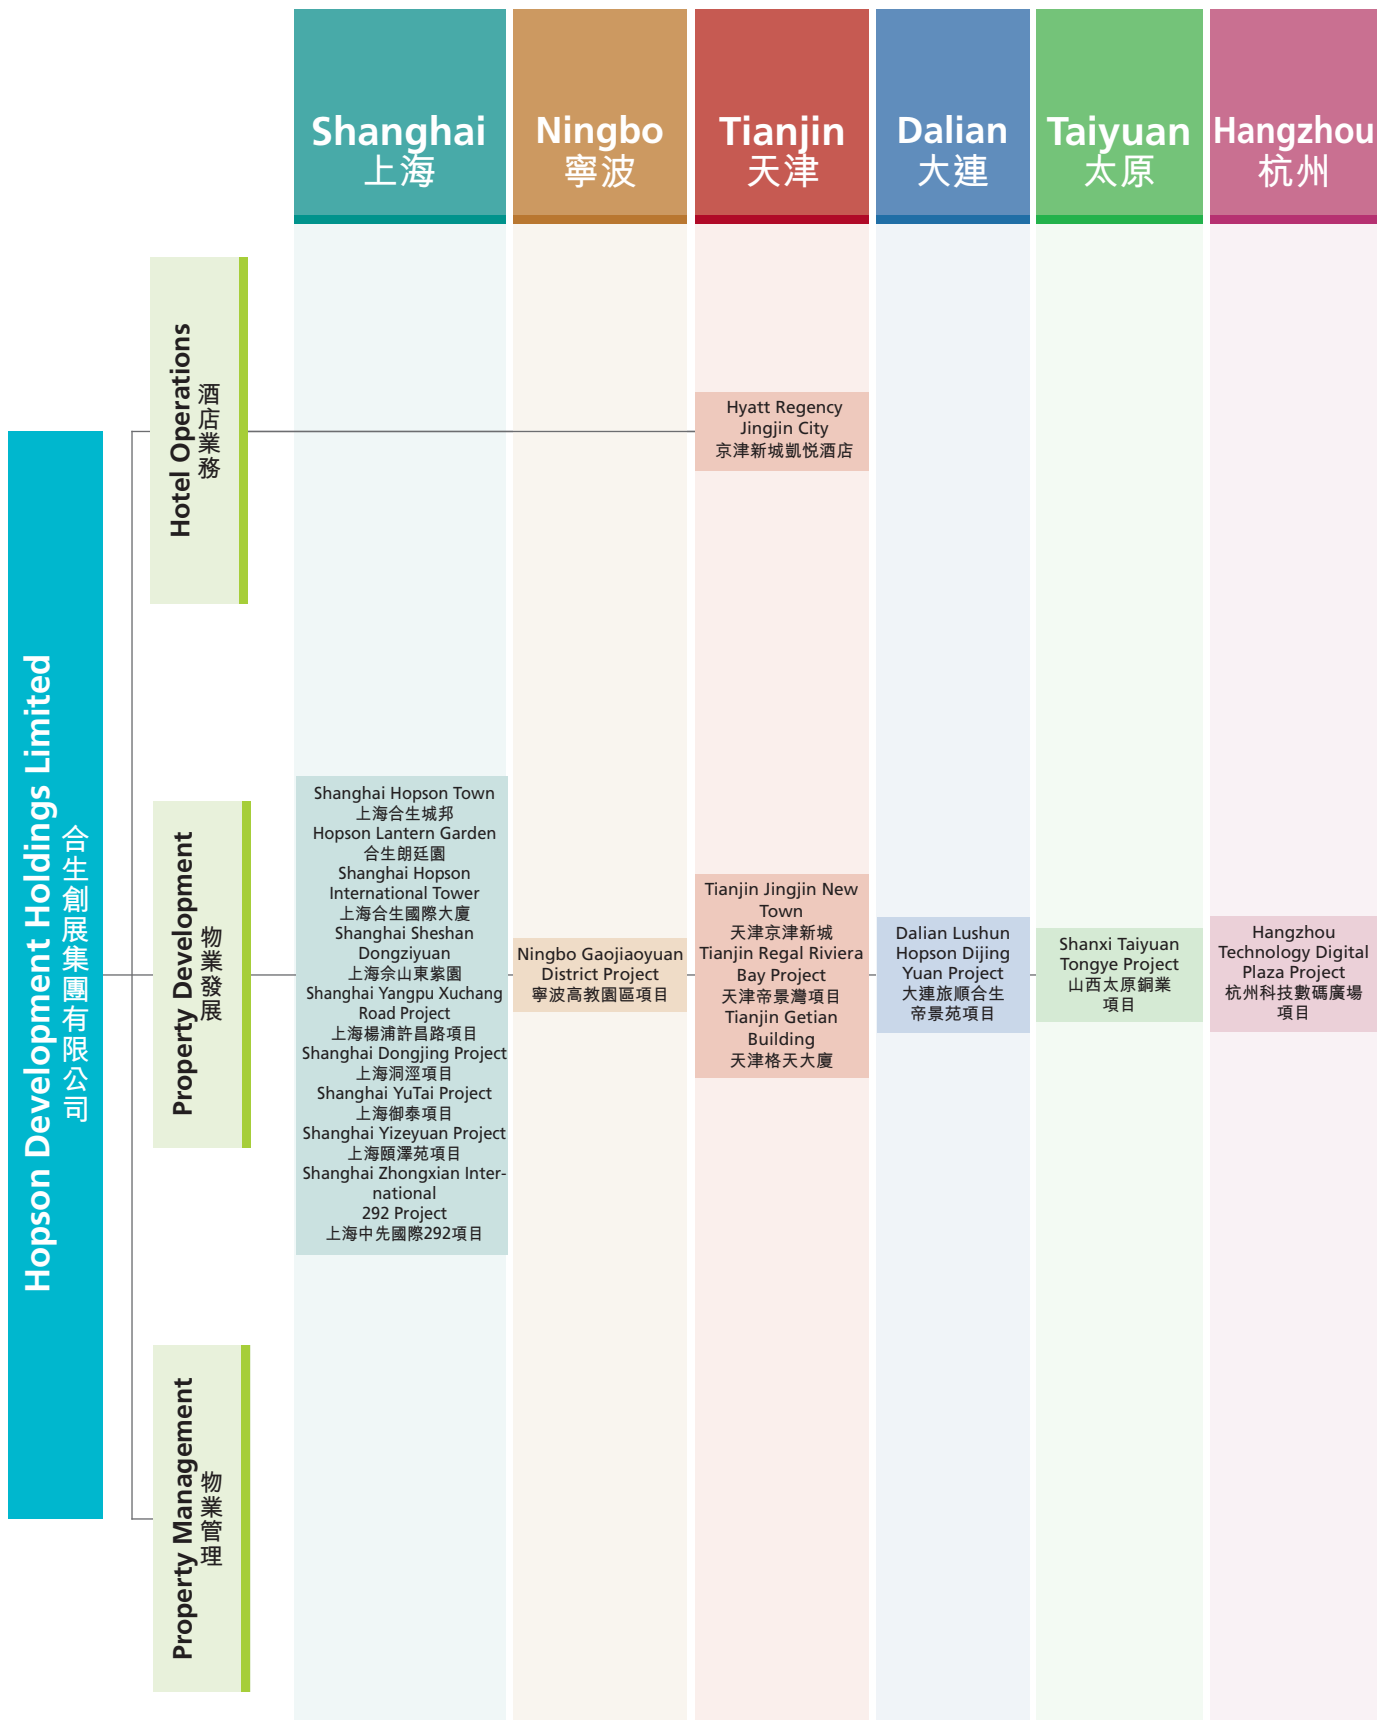 Shanghai
上海
Ningbo
寧波
Tianjin
天津
Dalian
大連
Taiyuan
太原
Hangzhou
杭州
Hopson Development Holdings Limited
合生創展集團有限公司
Hotel Operations
酒店業務
Hyatt Regency
Jingjin City
京津新城凱悦酒店
Property Development
物業發展
Shanghai Hopson Town
上海合生城邦
Hopson Lantern Garden
合生朗廷園
Shanghai Hopson
International Tower
上海合生國際大廈
Shanghai Sheshan
Dongziyuan
上海佘山東紫園
Shanghai Yangpu Xuchang
Road Project
上海楊浦許昌路項目
Shanghai Dongjing Project
上海洞涇項目
Shanghai YuTai Project
上海御泰項目
Shanghai Yizeyuan Project
上海頤澤苑項目
Shanghai Zhongxian Inter-
national
292 Project
上海中先國際292項目
Ningbo Gaojiaoyuan
District Project
寧波高教園區項目
Tianjin Jingjin New
Town
天津京津新城
Tianjin Regal Riviera
Bay Project
天津帝景灣項目
Tianjin Getian
Building
天津格天大廈
Dalian Lushun
Hopson Dijing
Yuan Project
大連旅順合生
帝景苑項目
Shanxi Taiyuan
Tongye Project
山西太原銅業
項目
Hangzhou
Technology Digital
Plaza Project
杭州科技數碼廣場
項目
Property Management
物業管理